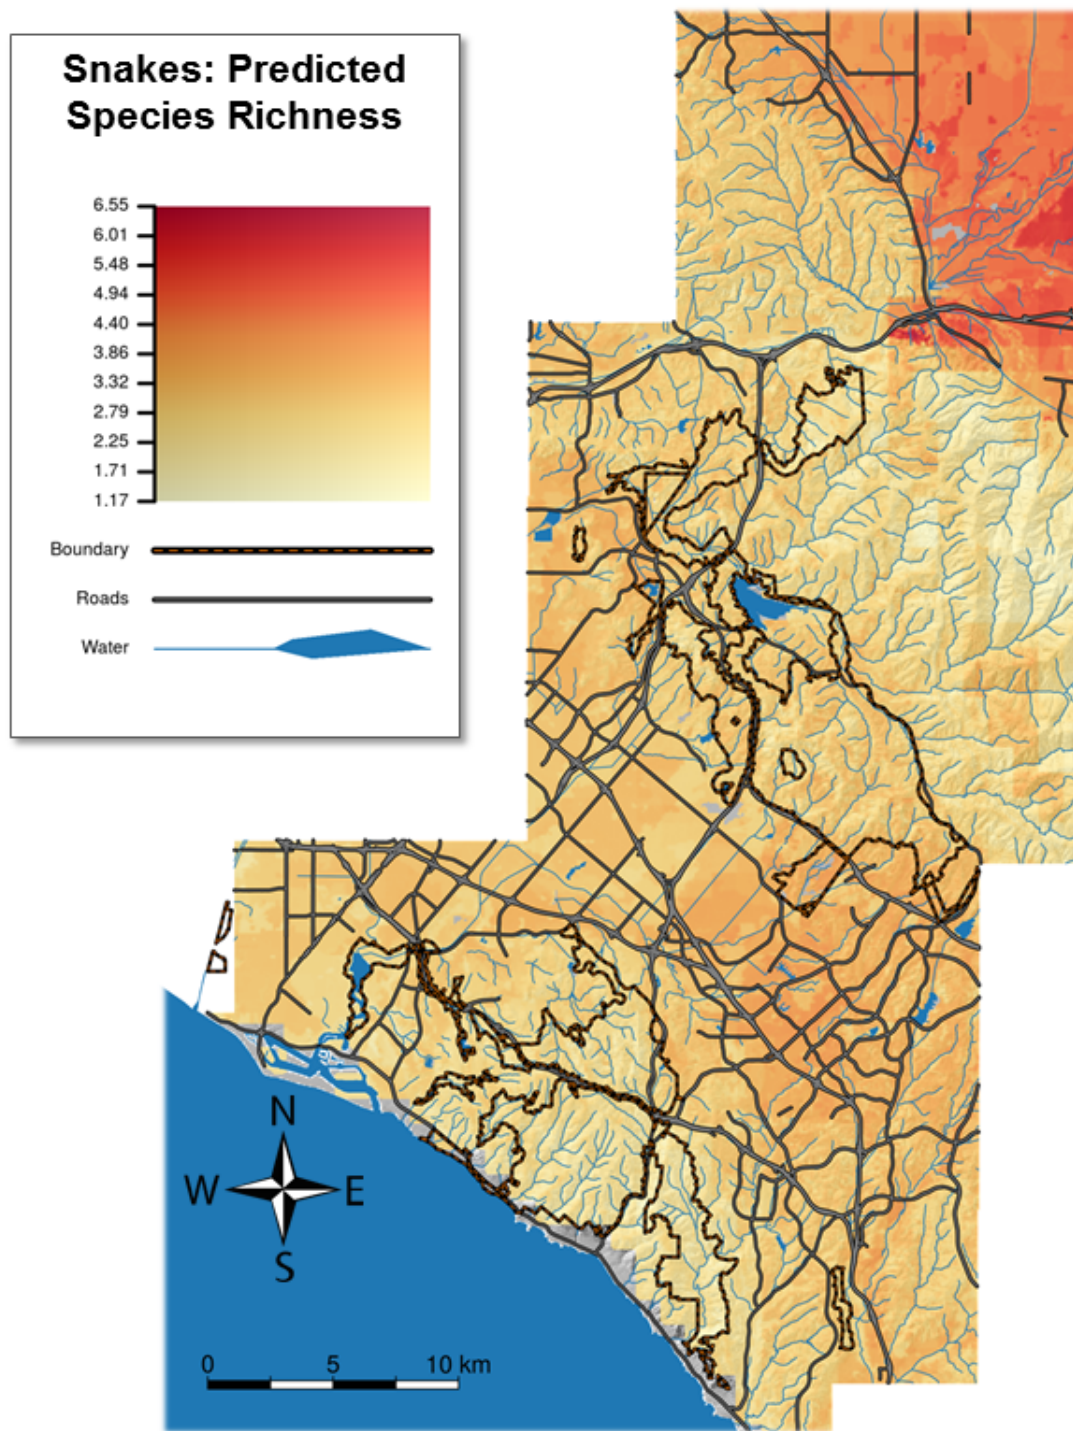 Snakes: Predicted
Species Richness
6.55
6.01
5.48
4.94
4.40
3.86
3.32
2.79
2.25
1.71
1.17
Boundary
Roads
Water
N
W E
S
0 5 10 km